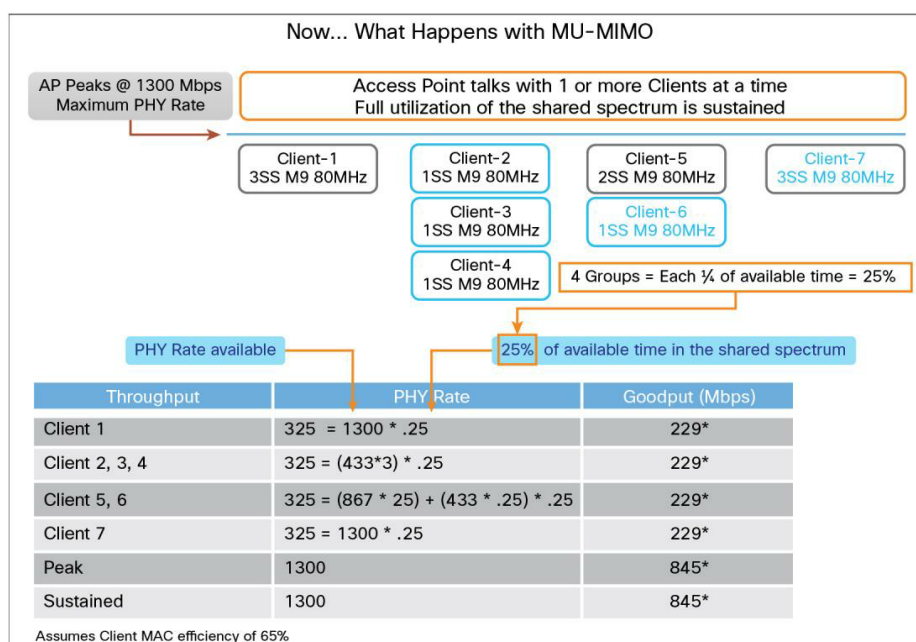 Now... What Happens with MU-MIMO
AP Peaks @ 1300 Mbps
Maximum PHY Rate
Access Point talks with 1 or more Clients at a time
Full utilization of the shared spectrum is sustained
Client-1
3SS M9 80MHz
Client-2
1SS M9 80MHz
Client-5
2SS M9 80MHz
Client-7
3SS M9 80MHz
Client-3
1SS M9 80MHz
Client-6
1SS M9 80MHz
Client-4
1SS M9 80MHz
4 Groups = Each ¼ of available time = 25%
PHY Rate available
25% of available time in the shared spectrum
Throughput PHY Rate Goodput (Mbps)
Client 1 325 = 1300 * .25 229*
Client 2, 3, 4 325 = (433*3) * .25 229*
Client 5, 6 325 = (867 * 25) + (433 * .25) * .25 229*
Client 7 325 = 1300 * .25 229*
Peak 1300 845*
Sustained 1300 845*
Assumes Client MAC efficiency of 65%